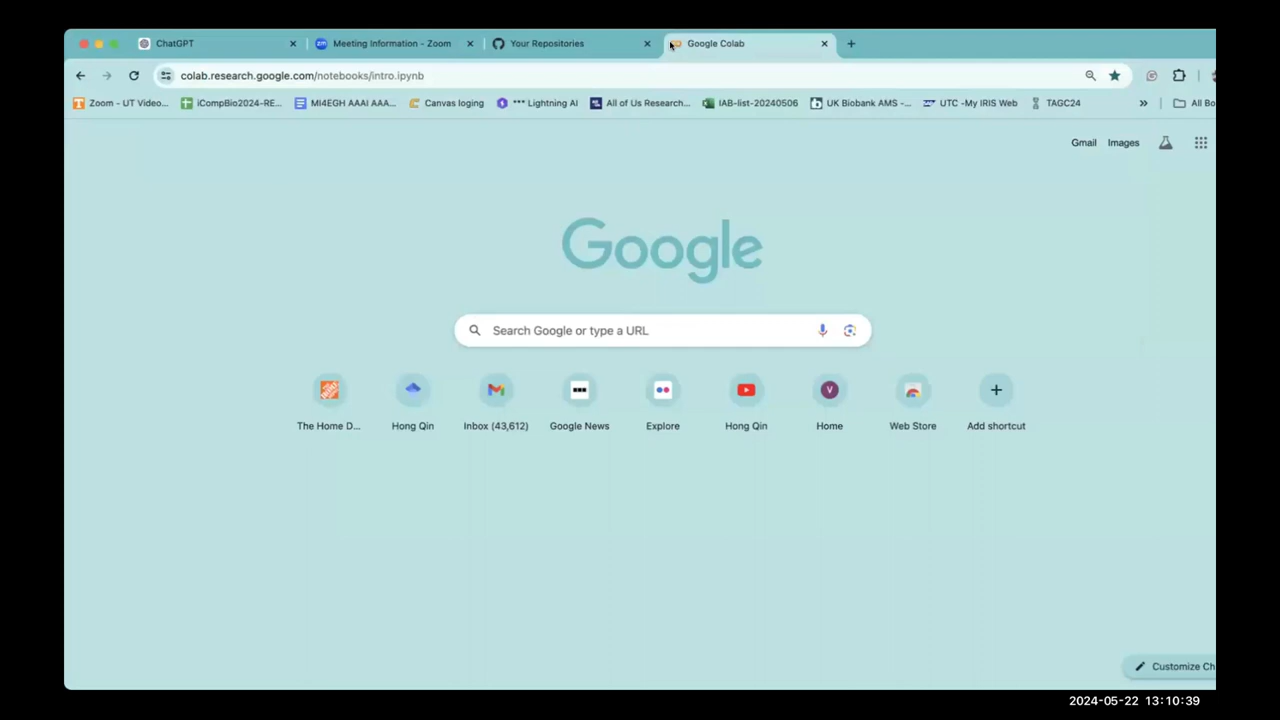 ChatGPT
Meeting Information - Zoom
Your Repositories
Google Colab
colab.research.google.com/notebooks/intro.ipynb
Zoom - UT Video...
iCompBio2024-RE...
MI4EGH AAAI AAA...
Canvas loging
*** Lightning AI
All of Us Research...
IAB-list-20240506
UK Biobank AMS -...
UTC -My IRIS Web
TAGC24
All Bo
Gmail
Images
Google
Search Google or type a URL
The Home D...
Hong Qin
Inbox (43,612)
Google News
Explore
Hong Qin
V
Home
Web Store
Add shortcut
Customize Ch
2024-05-22 13:10:39